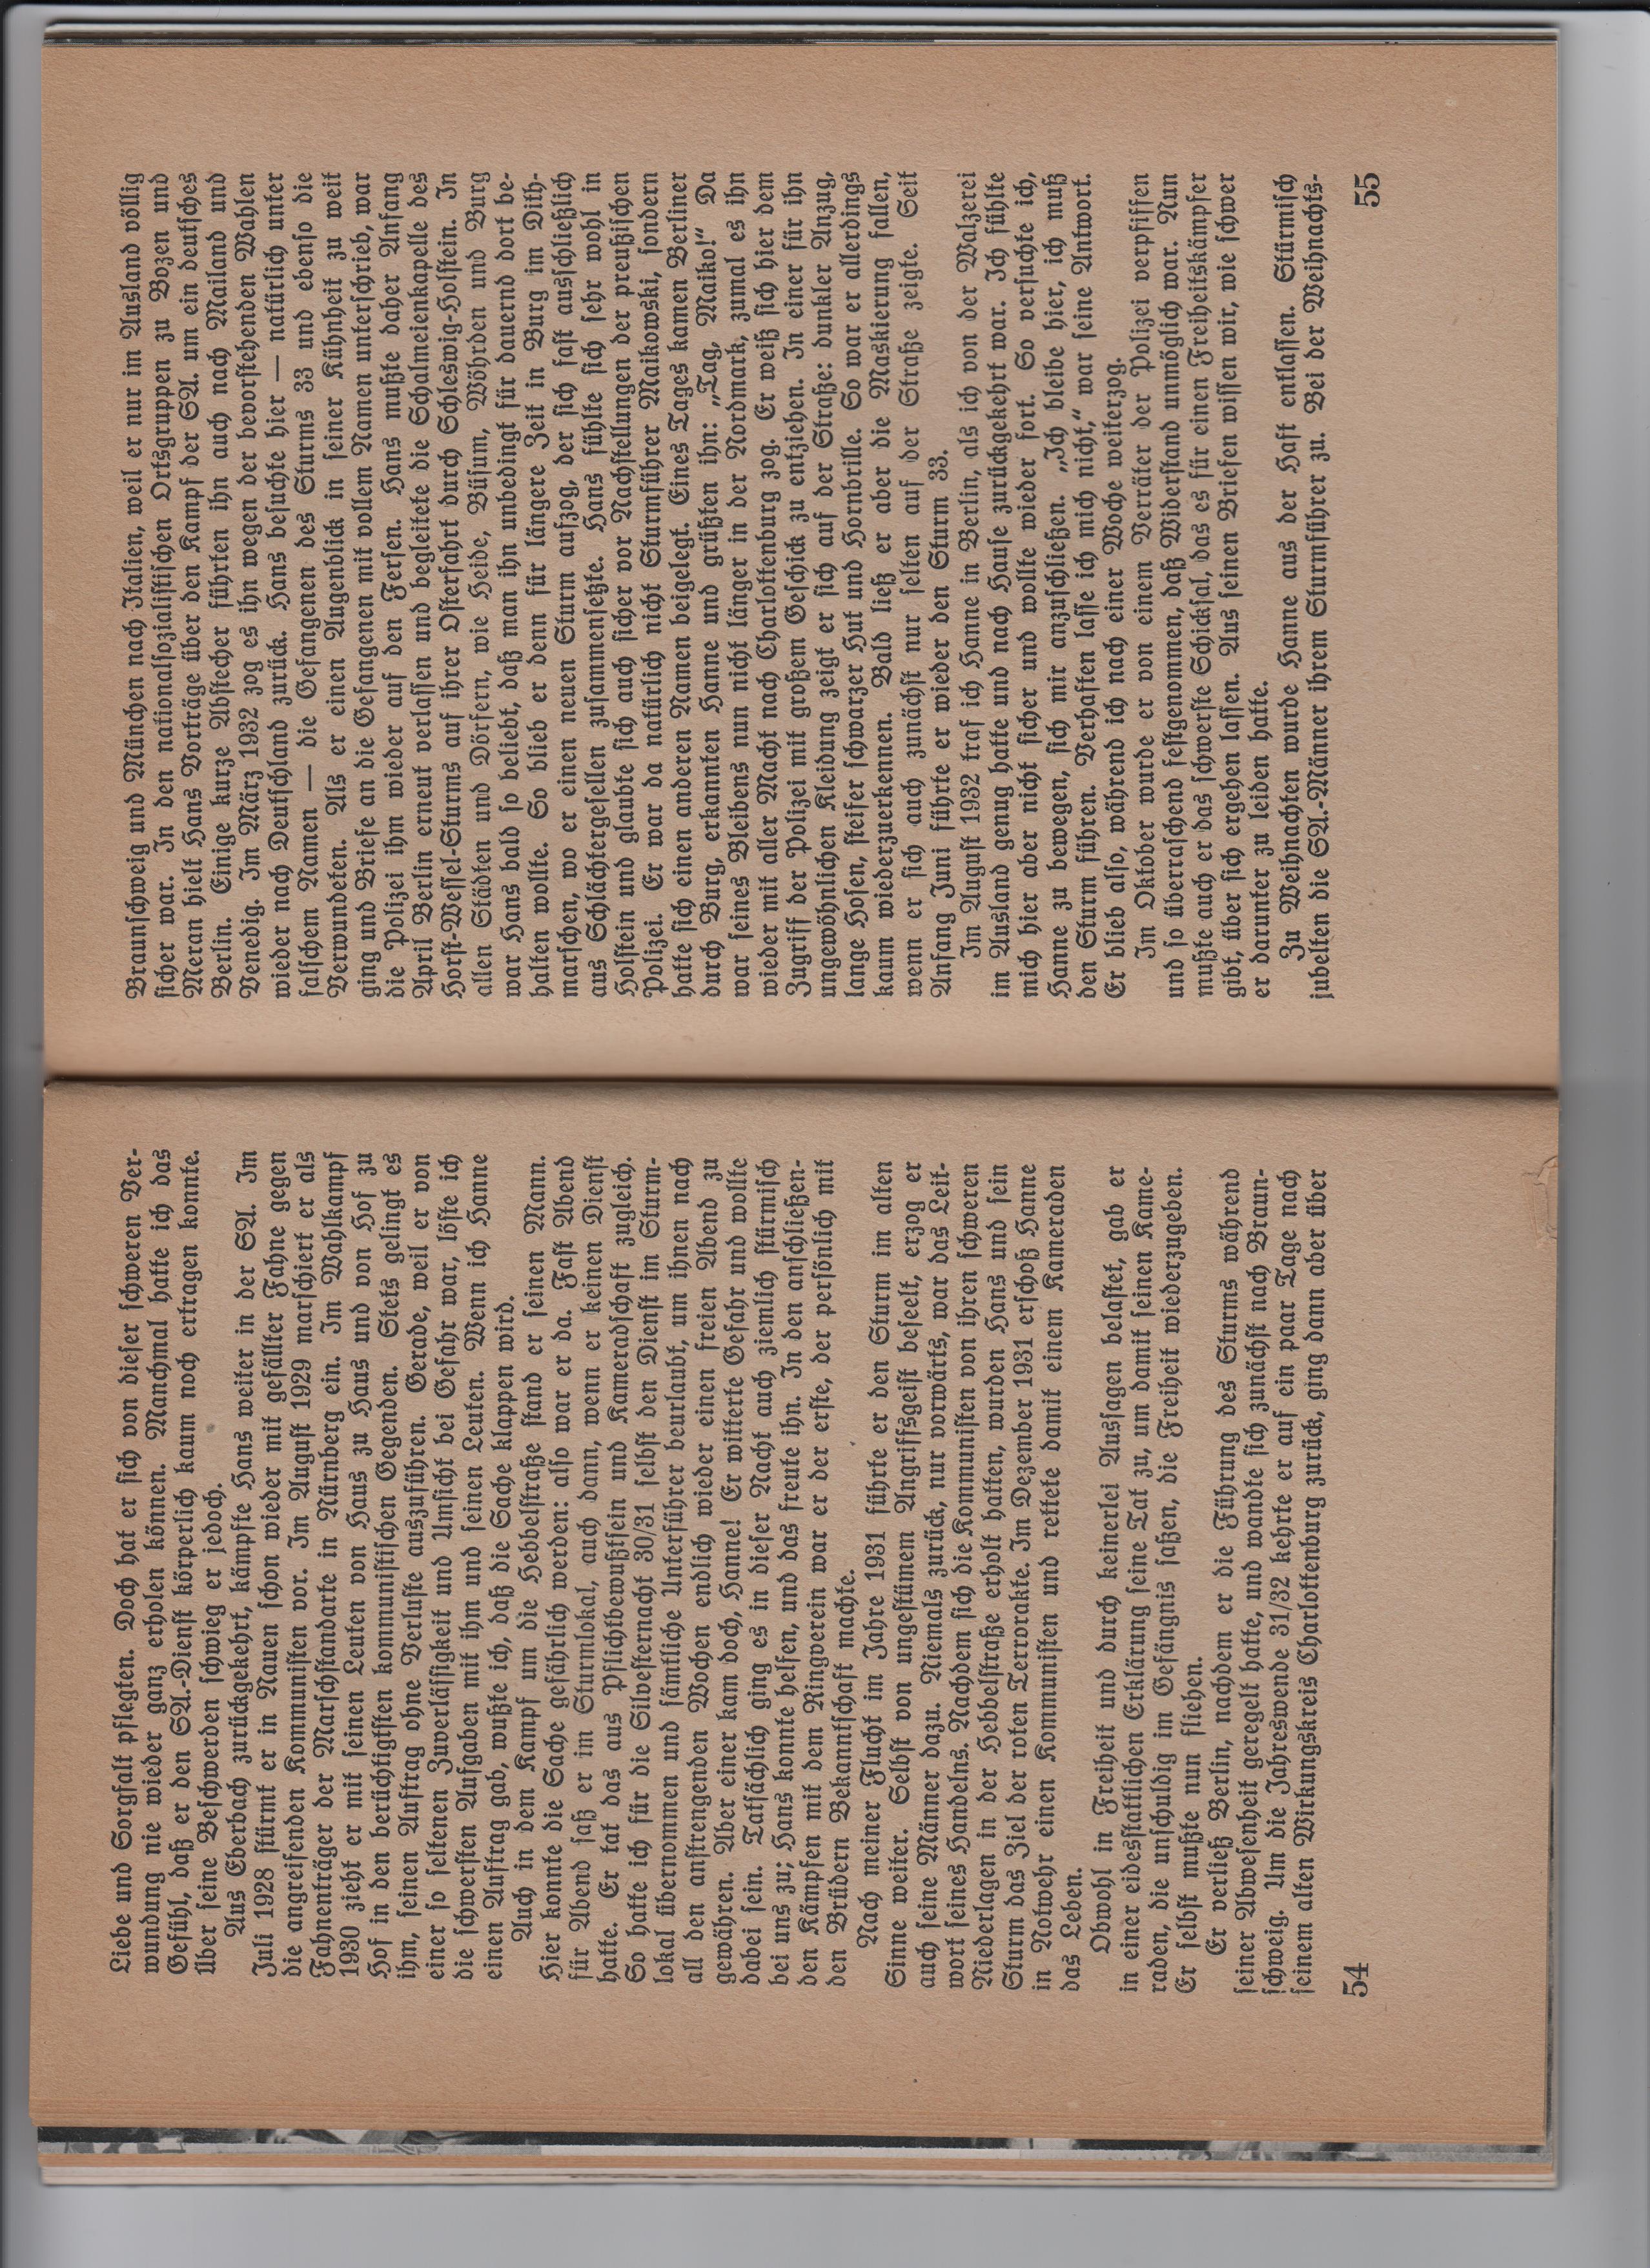 Liebe und Sorgfalt pflegten. Doch hat er sich von dieser schweren Ver-
wundung nie wieder ganz erholen können. Manchmal hatte ich das
Gefühl, daß er den SA-Dienst körperlich kaum noch ertragen konnte.
Über seine Beschwerden schwieg er jedoch.
Aus Eberbach zurückgekehrt, kämpfte Hans weiter in der SA. Im
Juli 1928 stürmt er in Nauen schon wieder mit gefällter Fahne gegen
die angreifenden Kommunisten vor. Im August 1929 marschiert er als
Fahnenträger der Marschstandarte in Nürnberg ein. Im Wahlkampf
1930 zieht er mit seinen Leuten von Haus zu Haus und von Hof zu
Hof in den berüchtigtsten kommunistischen Gegenden. Stets gelingt es
ihm, seinen Auftrag ohne Verluste auszuführen. Gerade, weil er von
einer so seltenen Zuverlässigkeit und Umsicht bei Gefahr war, löste ich
die schwersten Aufgaben mit ihm und seinen Leuten. Wenn ich Hanne
einen Auftrag gab, wußte ich, daß die Sache klappen wird.
Auch in dem Kampf um die Hebbelstraße stand er seinen Mann.
Hier konnte die Sache gefährlich werden: also war er da. Fast Abend
für Abend saß er im Sturmlokal, auch dann, wenn er keinen Dienst
hatte. Er tat das aus Pflichtbewußtsein und Kameradschaft zugleich.
So hatte ich für die Silvesternacht 30/31 selbst den Dienst im Sturm-
lokal übernommen und sämtliche Unterführer beurlaubt, um ihnen nach
all den anstrengenden Wochen endlich wieder einen freien Abend zu
gewähren. Aber einer kam doch, Hanne! Er witterte Gefahr und wollte
dabei sein. Tatsächlich ging es in dieser Nacht auch ziemlich stürmisch
bei uns zu; Hans konnte helfen, und das freute ihn. In den anschließen-
den Kämpfen mit dem Ringverein war er der erste, der persönlich mit
den Brüdern Bekanntschaft machte.
Nach meiner Flucht im Jahre 1931 führte er den Sturm im alten
Sinne weiter. Selbst von ungestümem Angriffsgeist beseelt, erzog er
auch seine Männer dazu. Niemals zurück, nur vorwärts, war das Leit-
wort seines Handelns. Nachdem sich die Kommunisten von ihren schweren
Niederlagen in der Hebbelstraße erholt hatten, wurden Hans und sein
Sturm das Ziel der roten Terrorakte. Im Dezember 1931 erschoß Hanne
in Notwehr einen Kommunisten und rettete damit einem Kameraden
das Leben.
Obwohl in Freiheit und durch keinerlei Aussagen belastet, gab er
in einer eidesstattlichen Erklärung seine Tat zu, um damit seinen Kame-
raden, die unschuldig im Gefängnis saßen, die Freiheit wiederzugeben.
Er selbst mußte nun fliehen.
Er verließ Berlin, nachdem er die Führung des Sturms während
seiner Abwesenheit geregelt hatte, und wandte sich zunächst nach Braun-
schweig. Um die Jahreswende 31/32 kehrte er auf ein paar Tage nach
seinem alten Wirkungskreis Charlottenburg zurück, ging dann aber über
54
Braunschweig und München nach Italien, weil er nur im Ausland völlig
sicher war. In den nationalsozialistischen Ortsgruppen zu Bozen und
Meran hielt Hans Vorträge über den Kampf der SA. um ein deutsches
Berlin. Einige kurze Abstecher führten ihn auch nach Mailand und
Venedig. Im März 1932 zog es ihn wegen der bevorstehenden Wahlen
wieder nach Deutschland zurück. Hans besuchte hier — natürlich unter
falschem Namen — die Gefangenen des Sturms 33 und ebenso die
Verwundeten. Als er einen Augenblick in seiner Kühnheit zu weit
ging und Briefe an die Gefangenen mit vollem Namen unterschrieb, war
die Polizei ihm wieder auf den Fersen. Hans mußte daher Anfang
April Berlin erneut verlassen und begleitete die Schalmeienkapelle des
Horst-Wessel-Sturms auf ihrer Osterfahrt durch Schleswig-Holstein. In
allen Städten und Dörfern, wie Heide, Büsum, Wöhrden und Burg
war Hans bald so beliebt, daß man ihn unbedingt für dauernd dort be-
halten wollte. So blieb er denn für längere Zeit in Burg im Dith-
marschen, wo er einen neuen Sturm aufzog, der sich fast ausschließlich
aus Schlächtergesellen zusammensetzte. Hans fühlte sich sehr wohl in
Holstein und glaubte sich auch sicher vor Nachstellungen der preußischen
Polizei. Er war da natürlich nicht Sturmführer Maikowski, sondern
hatte sich einen anderen Namen beigelegt. Eines Tages kamen Berliner
durch Burg, erkannten Hanne und grüßten ihn: „Tag, Maiko!“ Da
war seines Bleibens nun nicht länger in der Nordmark, zumal es ihn
wieder mit aller Macht nach Charlottenburg zog. Er weiß sich hier dem
Zugriff der Polizei mit großem Geschick zu entziehen. In einer für ihn
ungewöhnlichen Kleidung zeigt er sich auf der Straße: dunkler Anzug,
lange Hosen, steifer schwarzer Hut und Hornbrille. So war er allerdings
kaum wiederzuerkennen. Bald ließ er aber die Maskierung fallen,
wenn er sich auch zunächst nur selten auf der Straße zeigte. Seit
Anfang Juni führte er wieder den Sturm 33.
Im August 1932 traf ich Hanne in Berlin, als ich von der Walzerei
im Ausland genug hatte und nach Hause zurückgekehrt war. Ich fühlte
mich hier aber nicht sicher und wollte wieder fort. So versuchte ich,
Hanne zu bewegen, sich mir anzuschließen. „Ich bleibe hier, ich muß
den Sturm führen. Verhaften lasse ich mich nicht,“ war seine Antwort.
Er blieb also, während ich nach einer Woche weiterzog.
Im Oktober wurde er von einem Verräter der Polizei verpfiffen
und so überraschend festgenommen, daß Widerstand unmöglich war. Nun
mußte auch er das schwerste Schicksal, das es für einen Freiheitskämpfer
gibt, über sich ergehen lassen. Aus seinen Briefen wissen wir, wie schwer
er darunter zu leiden hatte.
Zu Weihnachten wurde Hanne aus der Haft entlassen. Stürmisch
jubelten die SA.-Männer ihrem Sturmführer zu. Bei der Weihnachts-
55